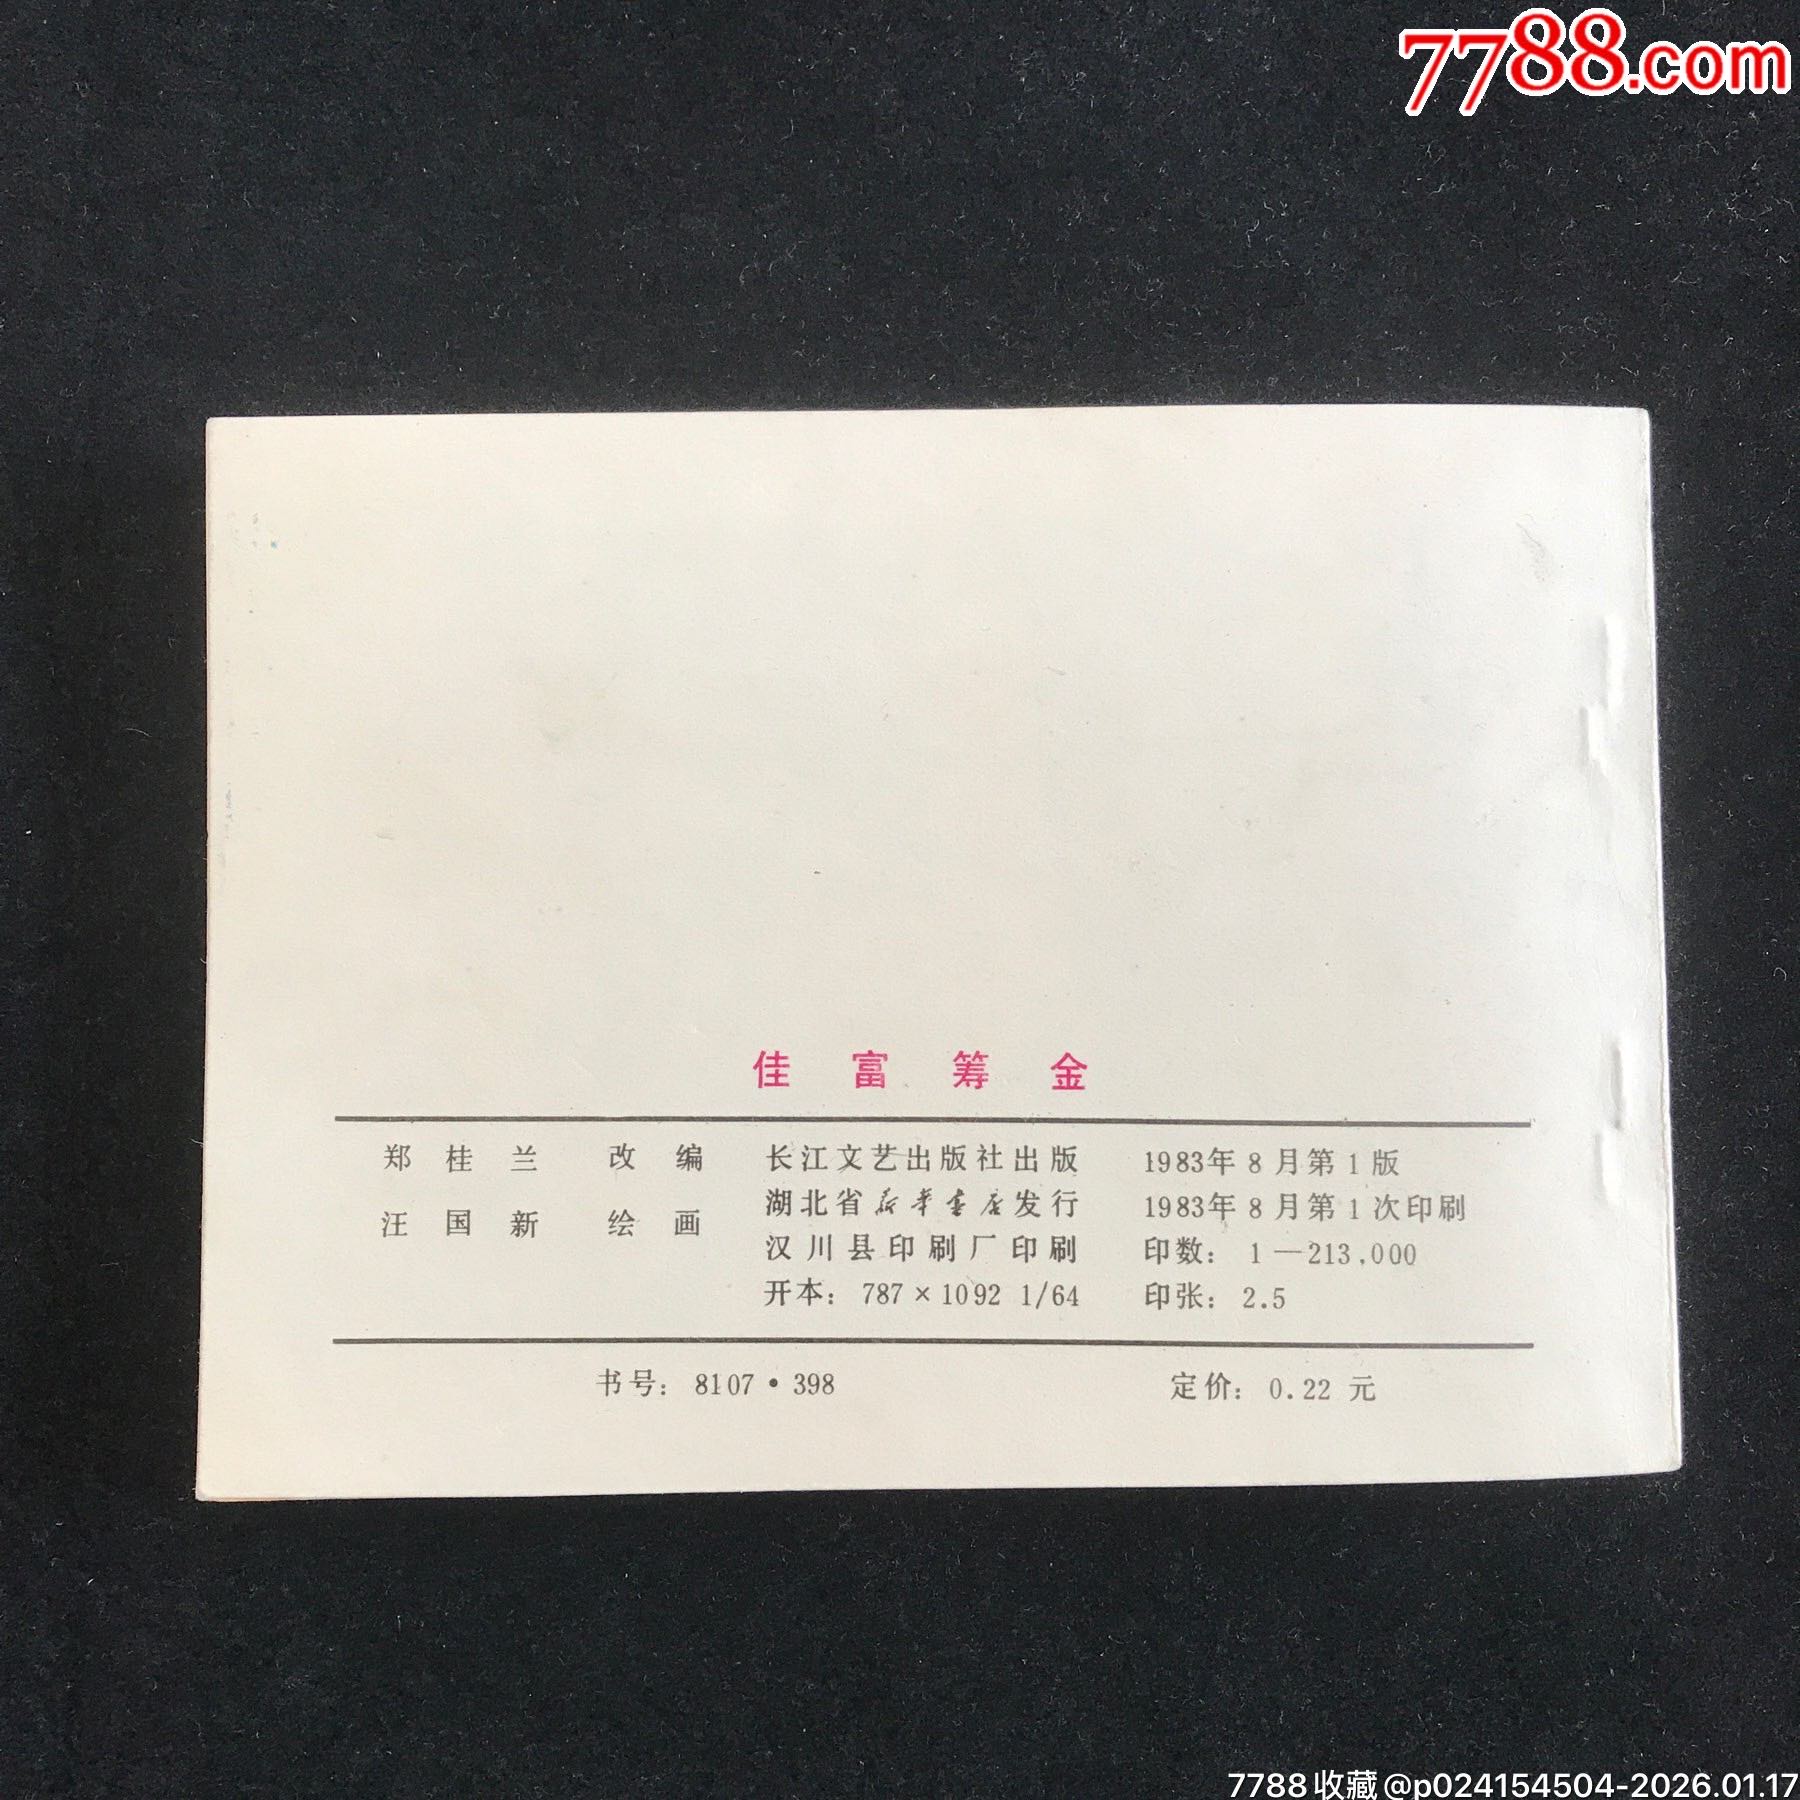 7788.com
佳富筹金
郑桂兰 改编
汪国新 绘画
长江文艺出版社出版
湖北省新华书店发行
汉川县印刷厂印刷
开本：787×1092 1/64
1983年8月第1版
1983年8月第1次印刷
印数：1—213,000
印张：2.5
书号：8107·398
定价：0.22元
7788收藏@p024154504-2026.01.17